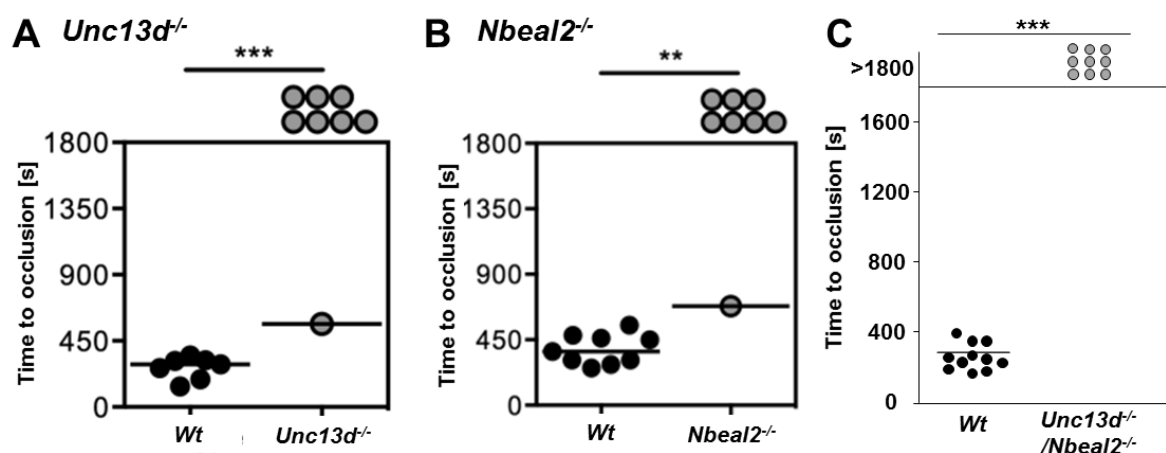 A Unc13d-/-
***
1800
1350
900
450
0
Time to occlusion [s]
Wt
Unc13d-/-
B Nbeal2-/-
**
1800
1350
900
450
0
Time to occlusion [s]
Wt
Nbeal2-/-
C
***
>1800
1600
1200
800
400
0
Time to occlusion [s]
Wt
Unc13d-/-
/Nbeal2-/-